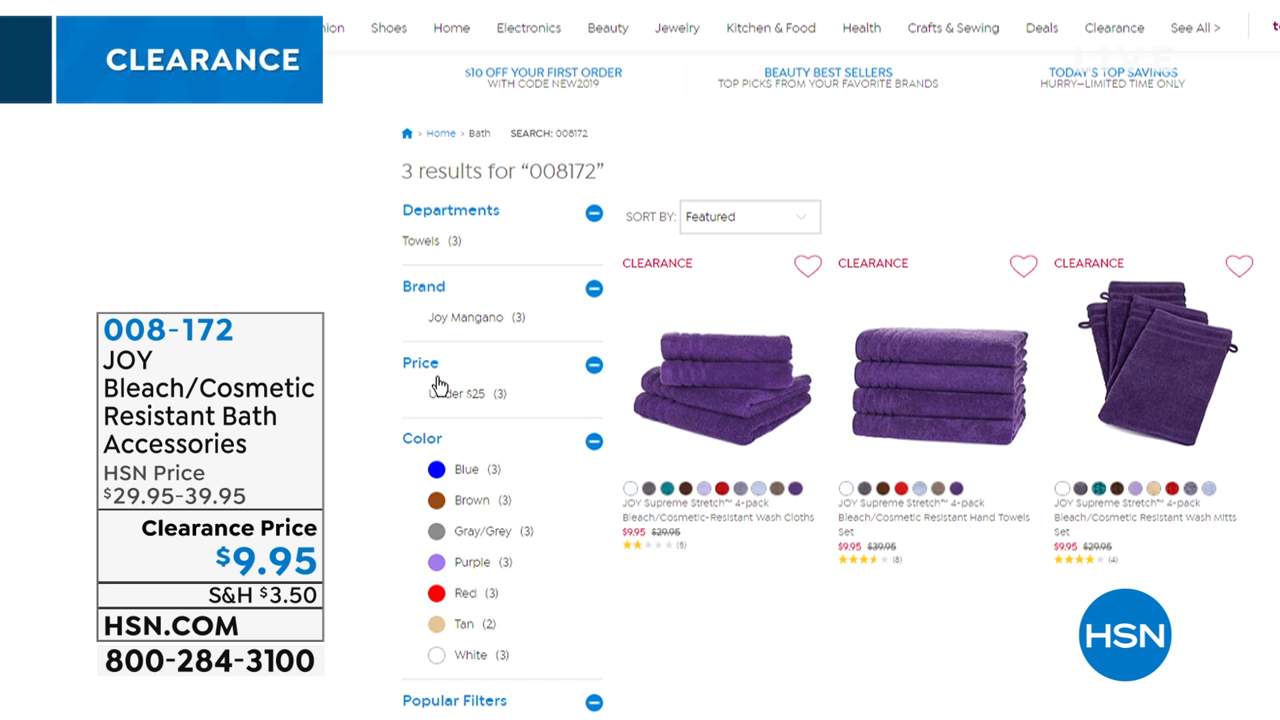 CLEARANCE
Shoes
Home
Electronics
Beauty
Jewelry
Kitchen & Food
Health
Crafts & Sewing
Deals
Clearance
See All >
LIVE
$10 OFF YOUR FIRST ORDER
WITH CODE NEW2019
BEAUTY BEST SELLERS
TOP PICKS FROM YOUR FAVORITE BRANDS
TODAY'S TOP SAVINGS
HURRY—LIMITED TIME ONLY
> Home > Bath SEARCH: 008172
3 results for “008172”
Departments
Towels (3)
Brand
Joy Mangano (3)
Price
Under $25 (3)
Color
Blue (3)
Brown (3)
Gray/Grey (3)
Purple (3)
Red (3)
Tan (2)
White (3)
Popular Filters
SORT BY: Featured
CLEARANCE
JOY Supreme Stretch™ 4-pack
Bleach/Cosmetic-Resistant Wash Cloths
$9.95 $29.95
(6)
CLEARANCE
JOY Supreme Stretch™ 4-pack
Bleach/Cosmetic Resistant Hand Towels
Set
$9.95 $39.95
(8)
CLEARANCE
JOY Supreme Stretch™ 4-pack
Bleach/Cosmetic Resistant Wash Mitts
Set
$9.95 $29.95
(4)
008-172
JOY
Bleach/Cosmetic
Resistant Bath
Accessories
HSN Price
$29.95-39.95
Clearance Price
$9.95
S&H $3.50
HSN.COM
800-284-3100
HSN